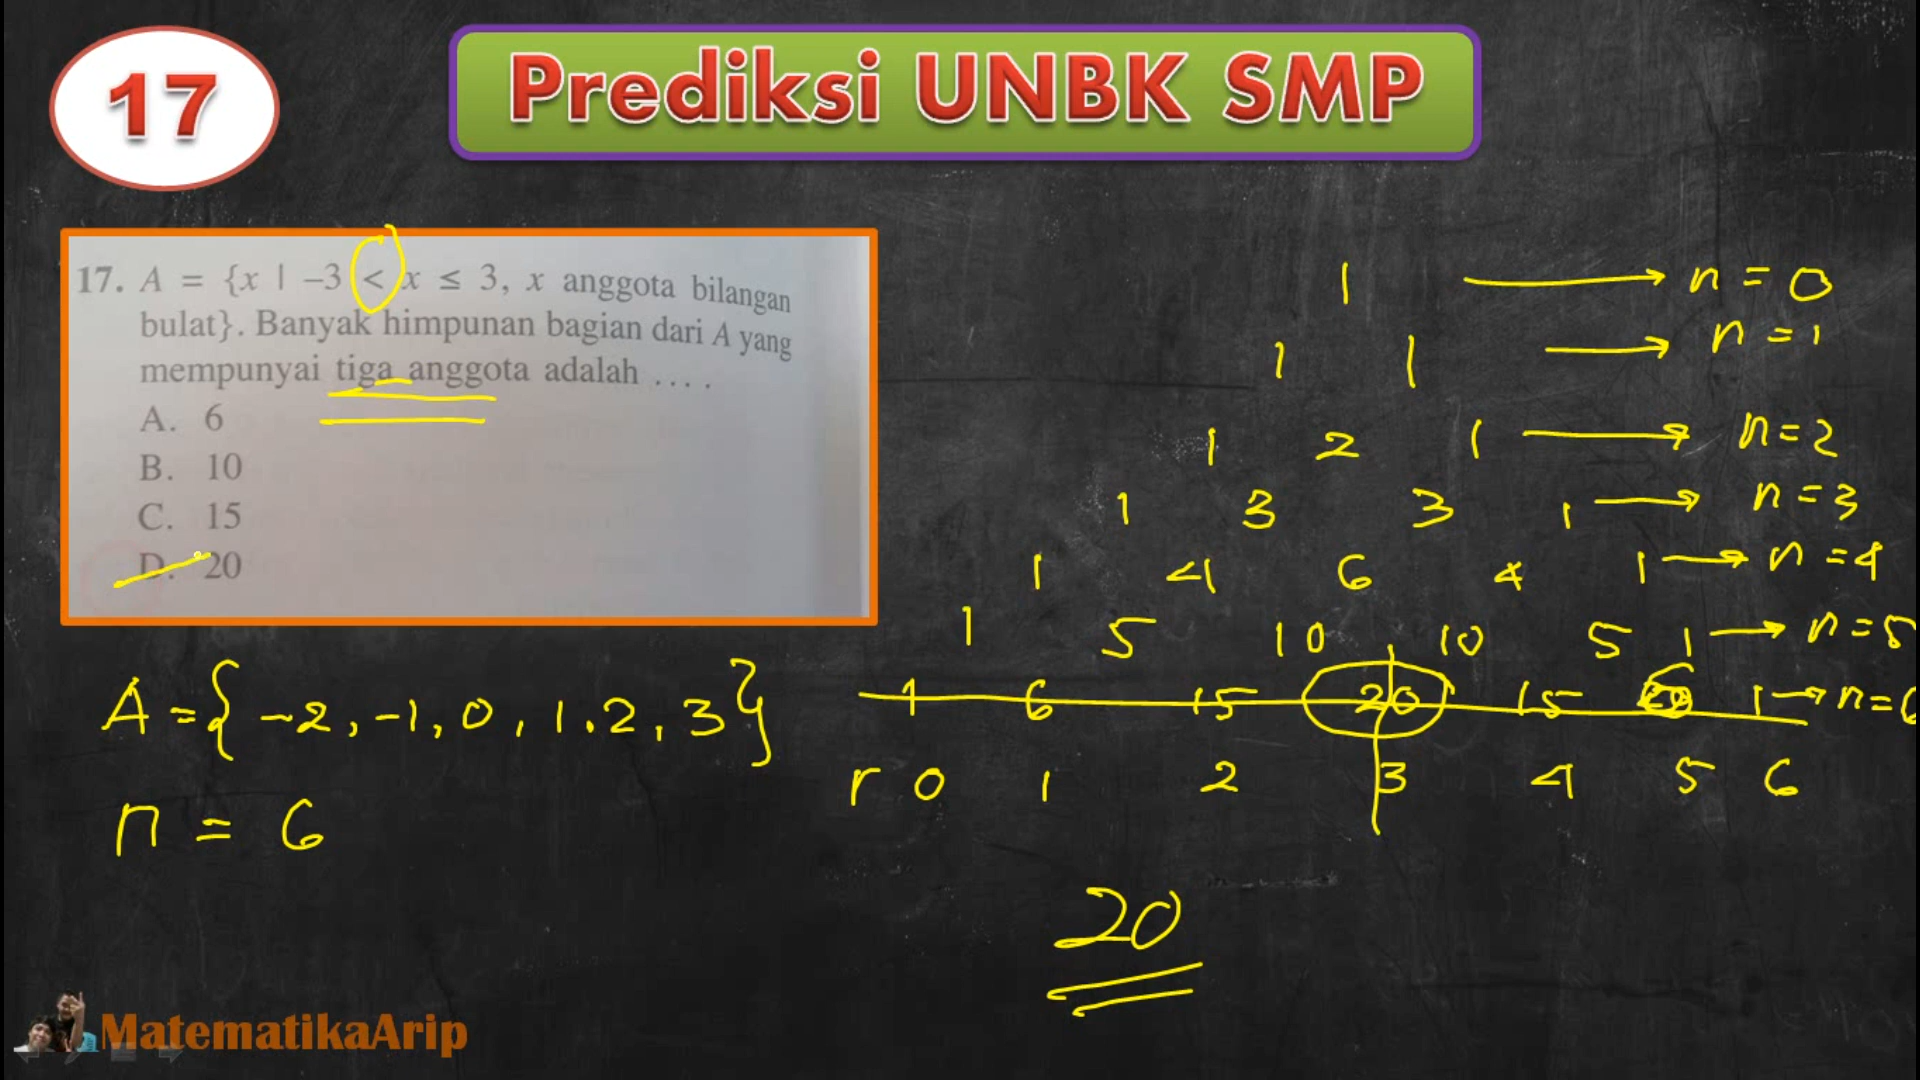 17
Prediksi UNBK SMP
17. A = {x | –3 < x ≤ 3, x anggota bilangan
bulat}. Banyak himpunan bagian dari A yang
mempunyai tiga anggota adalah ....
A. 6
B. 10
C. 15
D. 20
A = { -2, -1, 0, 1. 2, 3 }
n = 6
1 → n = 0
1 1 → n = 1
1 2 1 → n = 2
1 3 3 1 → n = 3
1 4 6 4 1 → n = 4
1 5 10 10 5 1 → n = 5
1 6 15 20 15 1 → n = 6
r 0 1 2 3 4 5 6
20
MatematikaArip